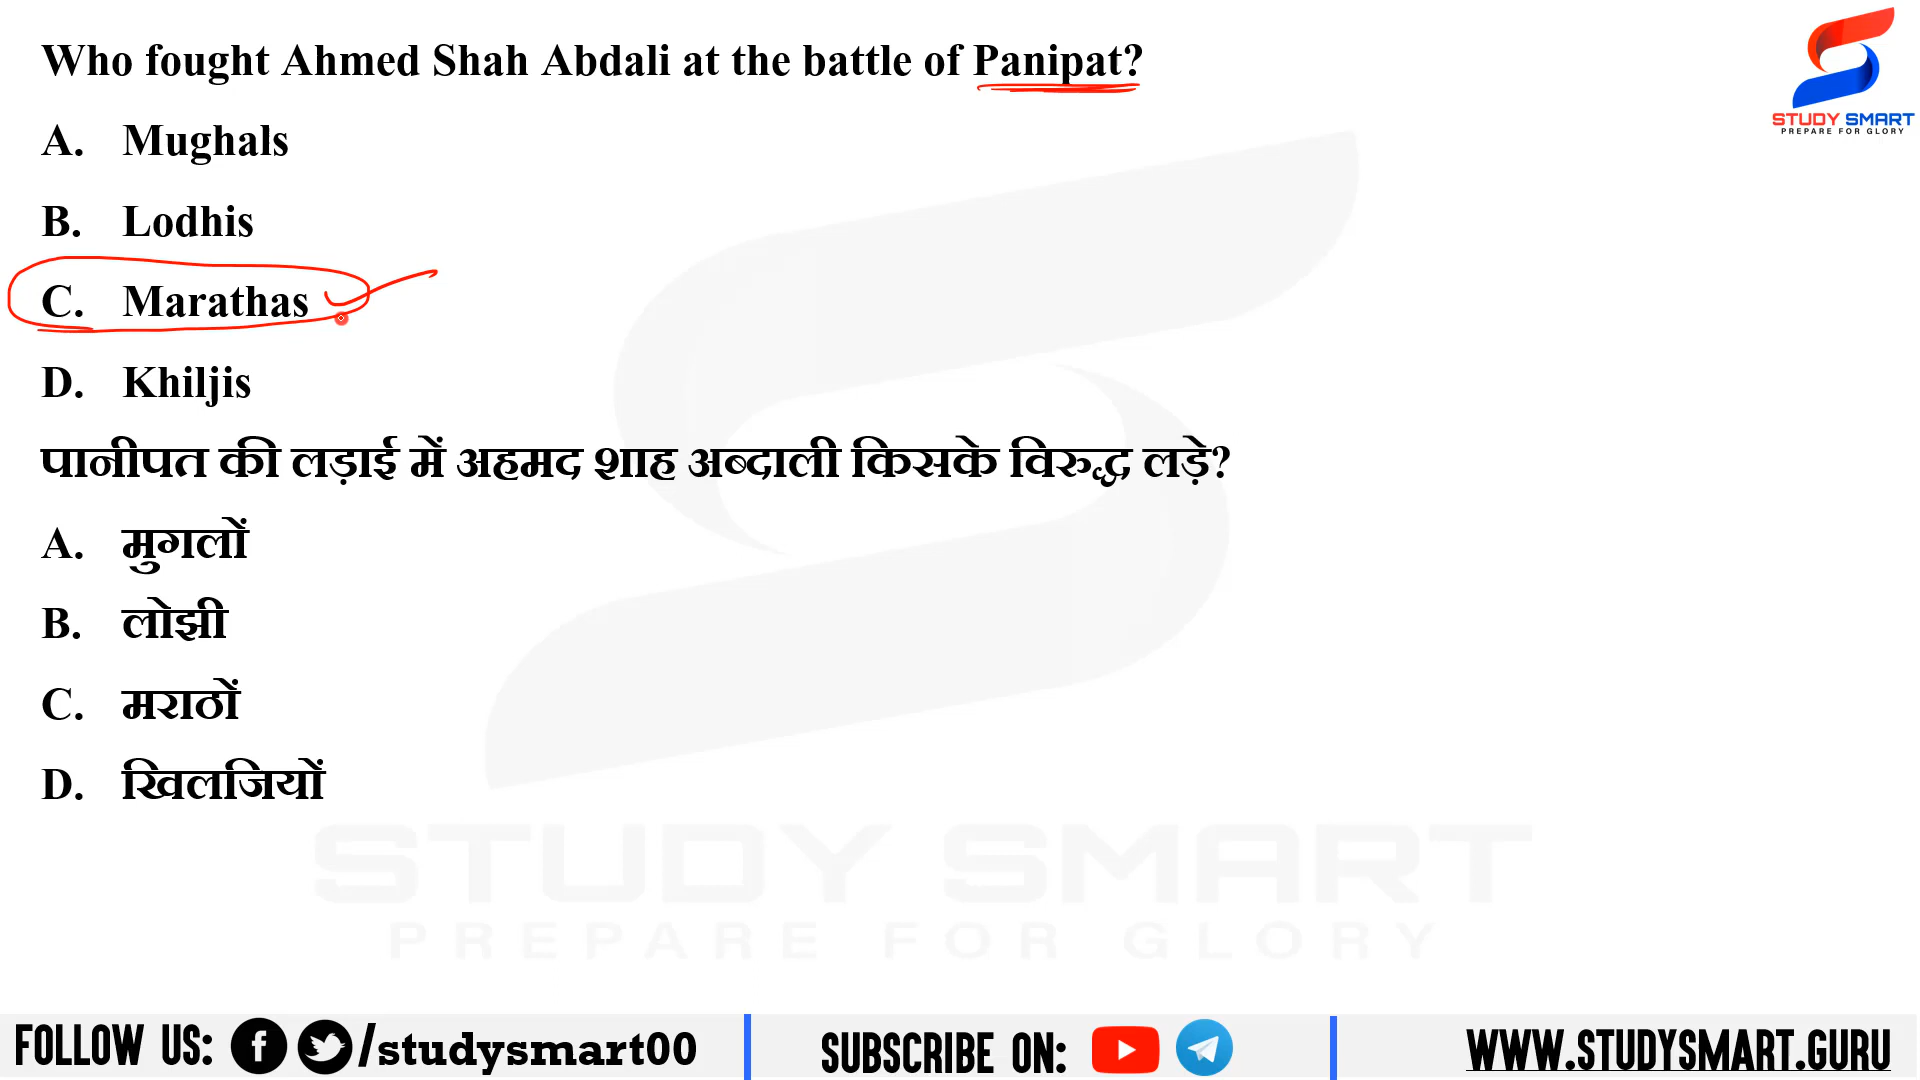 Who fought Ahmed Shah Abdali at the battle of Panipat?
STUDY SMART
PREPARE FOR GLORY
A. Mughals
B. Lodhis
C. Marathas
D. Khiljis
पानीपत की लड़ाई में अहमद शाह अब्दाली किसके विरुद्ध लड़े?
A. मुगलों
B. लोझी
C. मराठों
D. खिलजियों
STUDY SMART
PREPARE FOR GLORY
FOLLOW US: /studysmart00 SUBSCRIBE ON: WWW.STUDYSMART.GURU